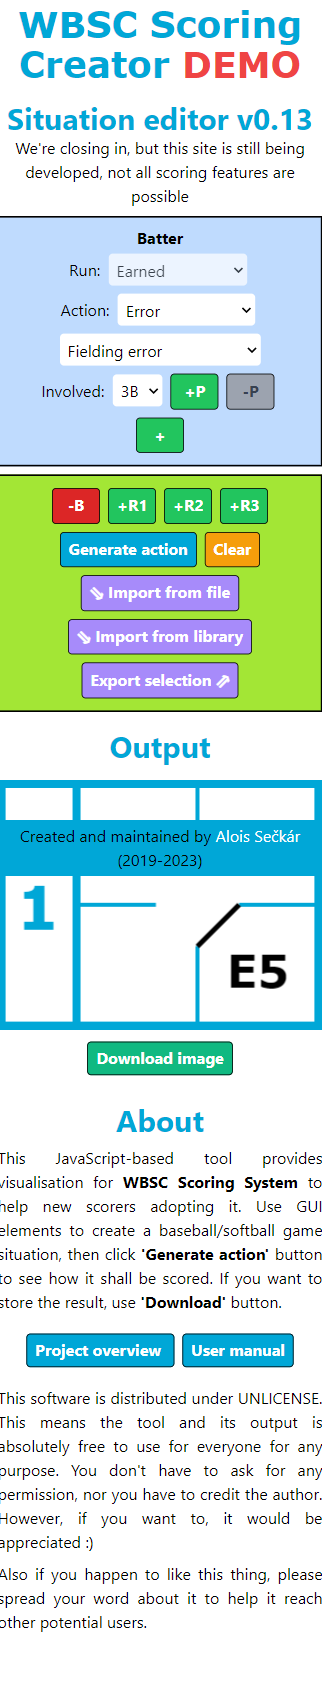 WBSC Scoring
Creator DEMO
Situation editor v0.13
We're closing in, but this site is still being
developed, not all scoring features are
possible
Batter
Run: Earned
Action: Error
Fielding error
Involved: 3B +P -P
+
-B +R1 +R2 +R3
Generate action Clear
⇘ Import from file
⇘ Import from library
Export selection ⇗
Output
Created and maintained by Alois Sečkár
(2019-2023)
1
E5
Download image
About
This JavaScript-based tool provides
visualisation for WBSC Scoring System to
help new scorers adopting it. Use GUI
elements to create a baseball/softball game
situation, then click 'Generate action' button
to see how it shall be scored. If you want to
store the result, use 'Download' button.
Project overview User manual
This software is distributed under UNLICENSE.
This means the tool and its output is
absolutely free to use for everyone for any
purpose. You don't have to ask for any
permission, nor you have to credit the author.
However, if you want to, it would be
appreciated :)
Also if you happen to like this thing, please
spread your word about it to help it reach
other potential users.